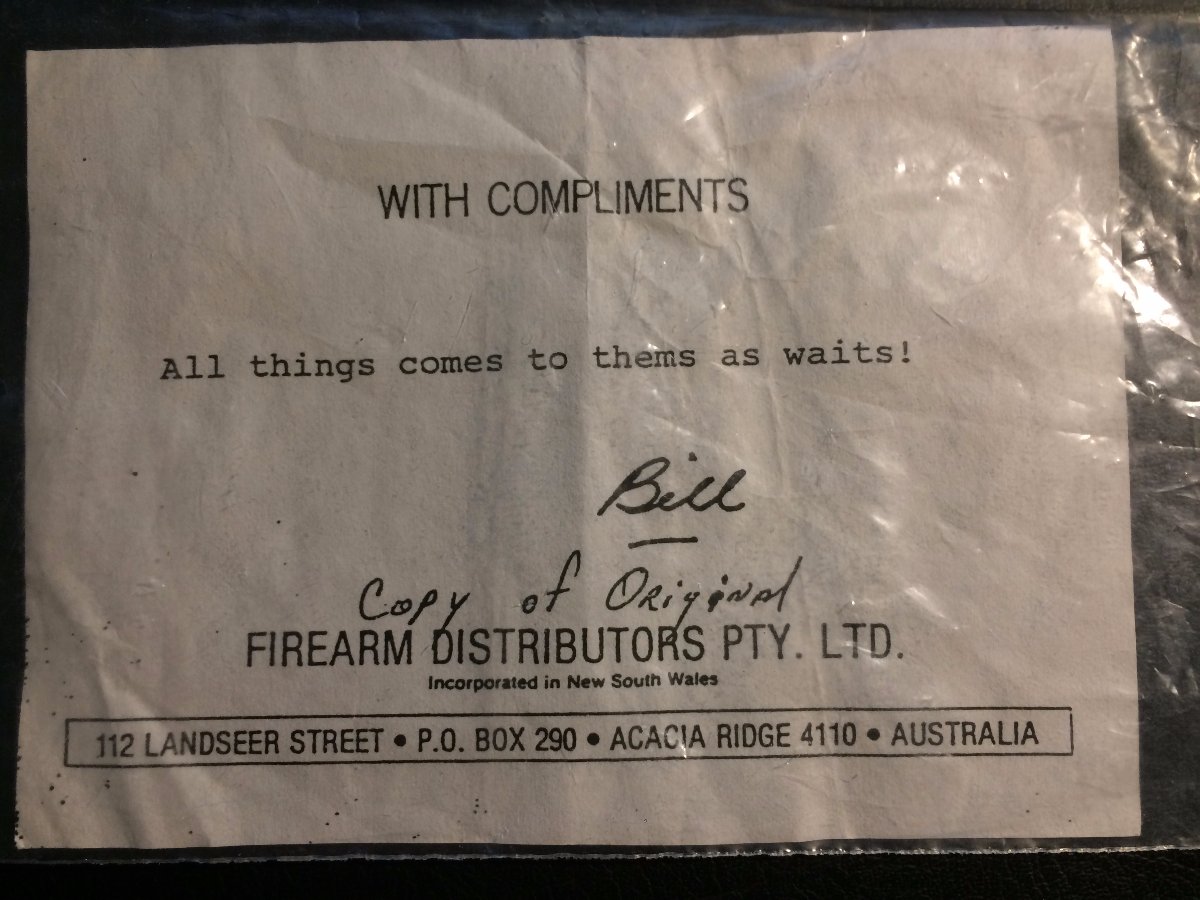 WITH COMPLIMENTS
All things comes to thems as waits!
Bill
Copy of Original
FIREARM DISTRIBUTORS PTY. LTD.
Incorporated in New South Wales
112 LANDSEER STREET • P.O. BOX 290 • ACACIA RIDGE 4110 • AUSTRALIA